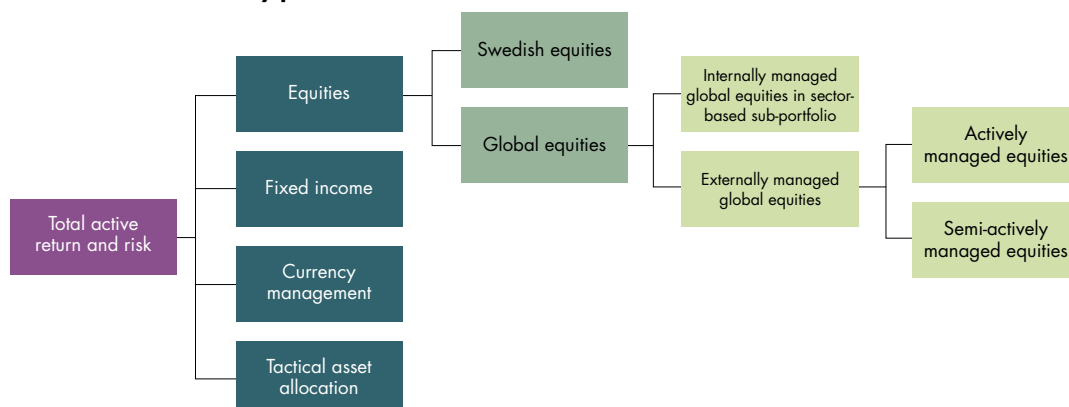 Swedish equities
Equities
Internally managed
global equities in sector-
based sub-portfolio
Global equities
Actively
managed equities
Fixed income
Externally managed
global equities
Total active
return and risk
Semi-actively
managed equities
Currency
management
Tactical asset
allocation